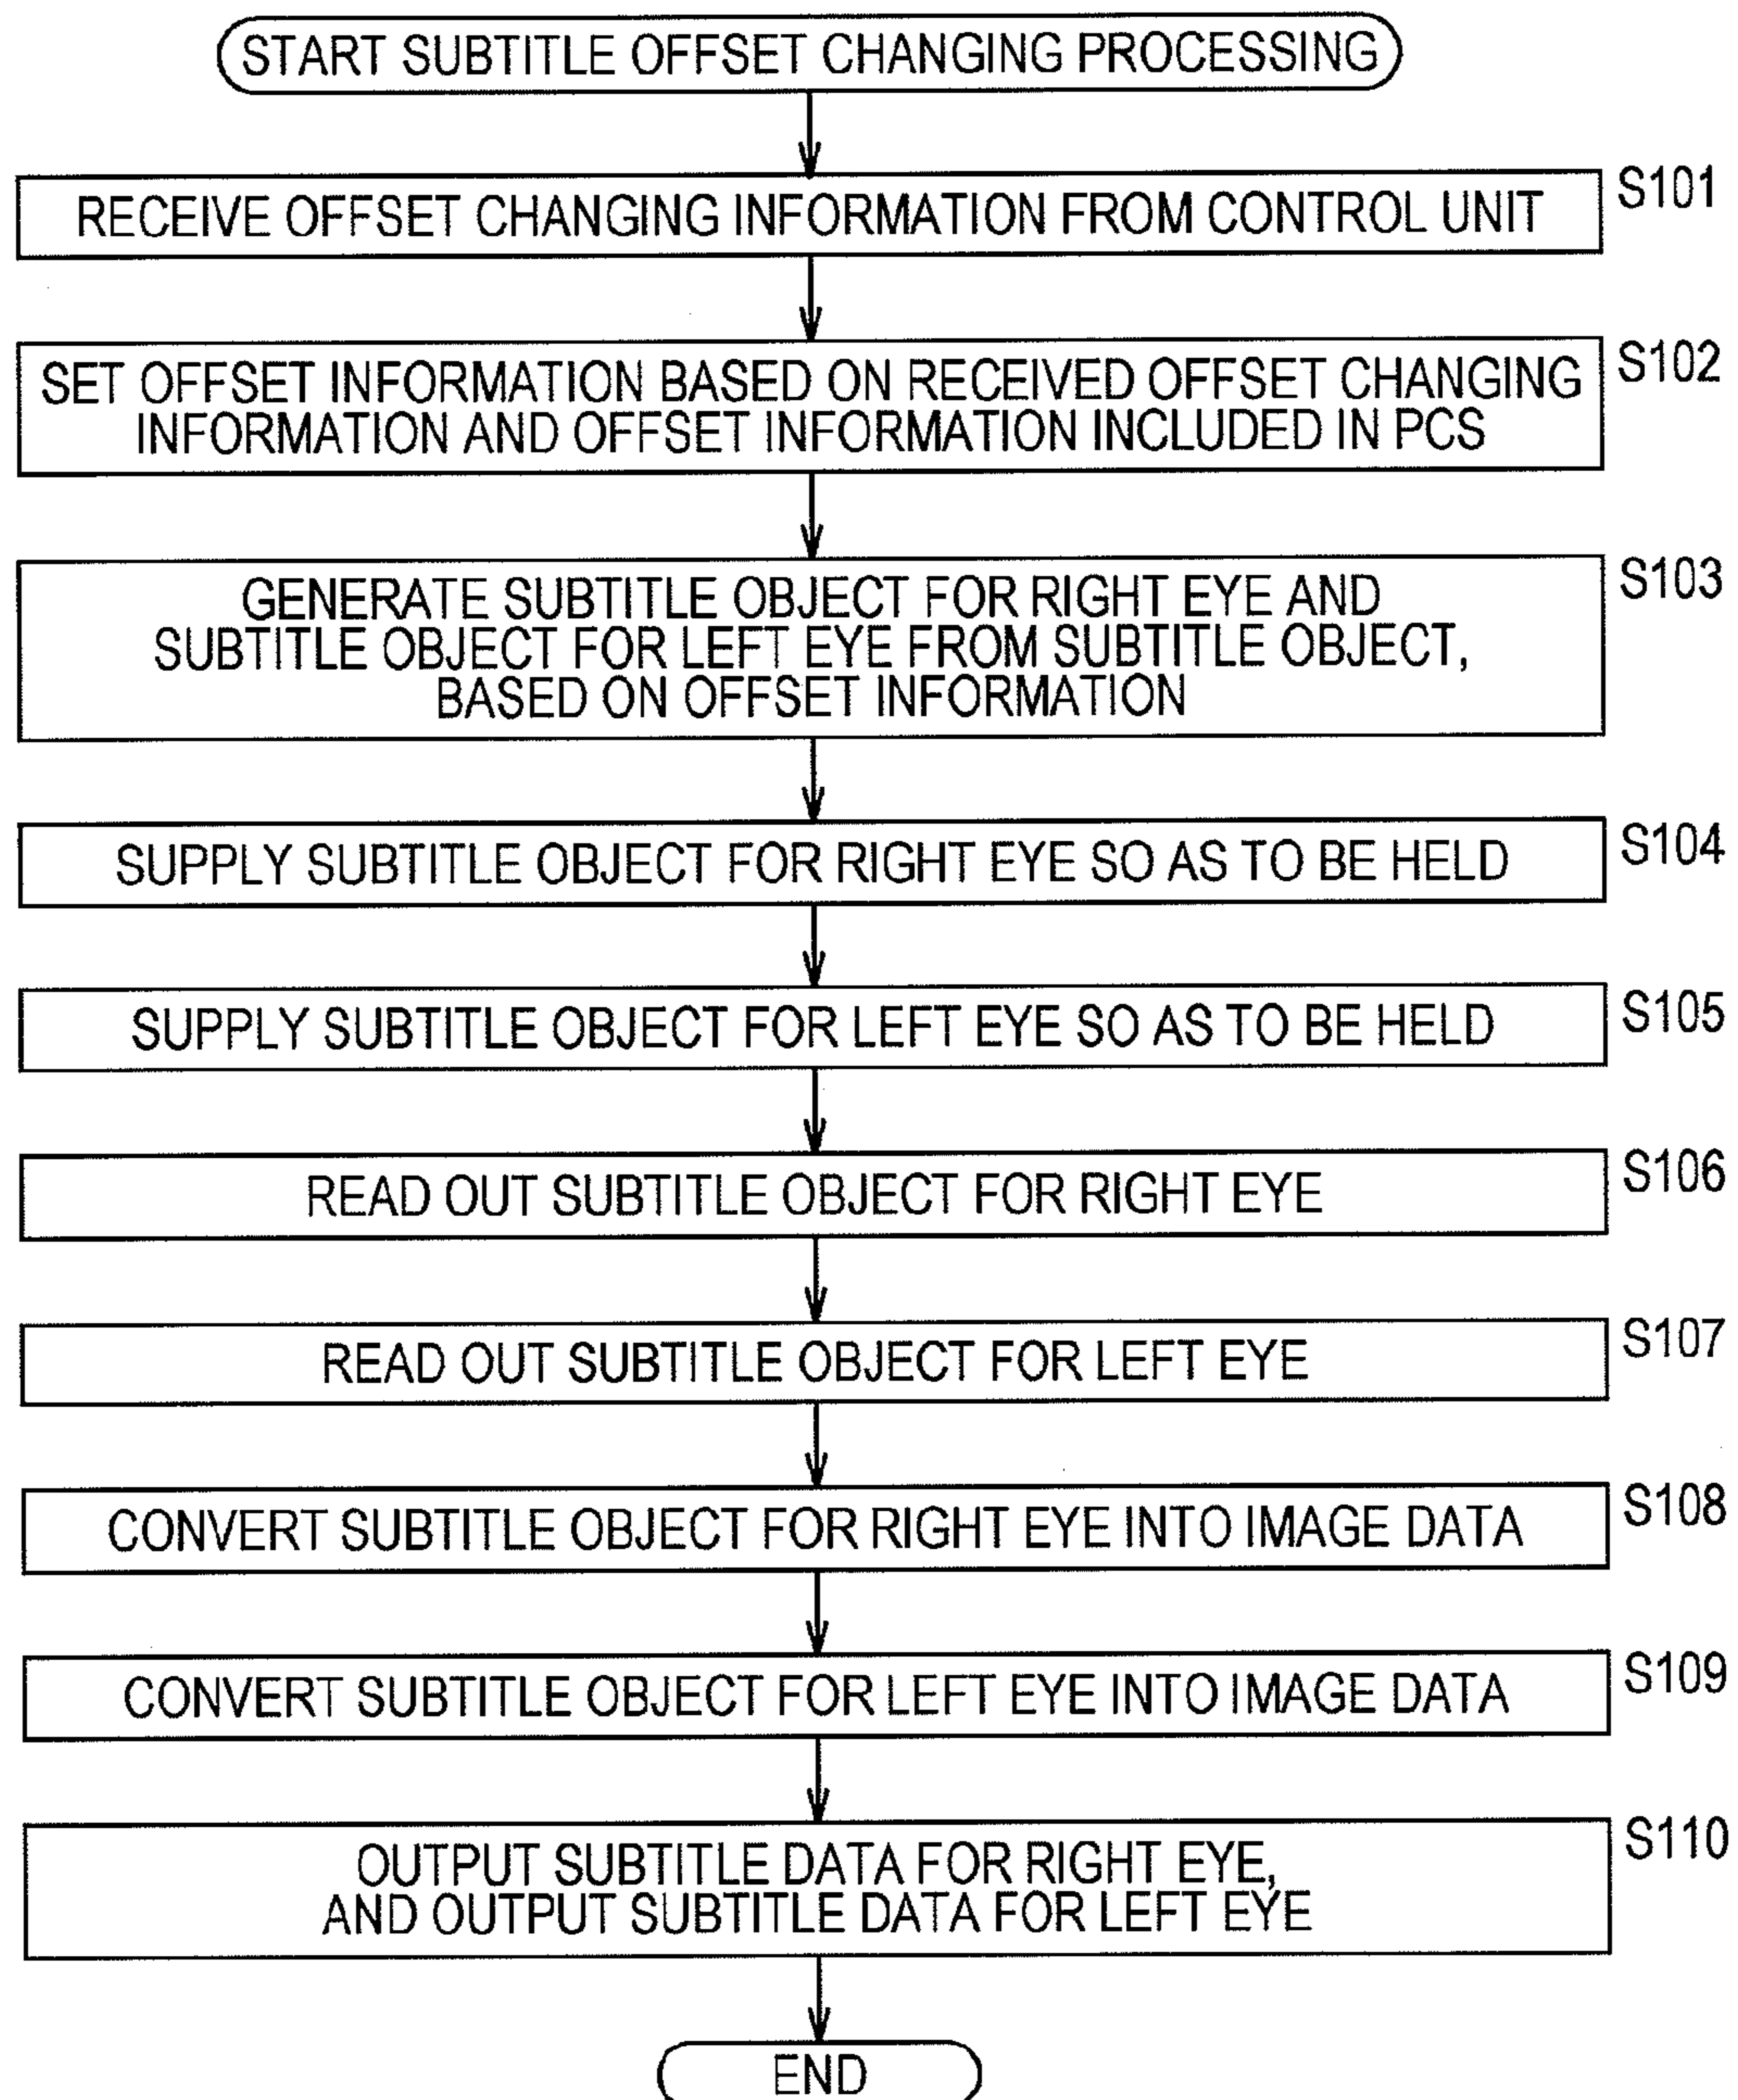 START SUBTITLE OFFSET CHANGING PROCESSING
RECEIVE OFFSET CHANGING INFORMATION FROM CONTROL UNIT
S101
SET OFFSET INFORMATION BASED ON RECEIVED OFFSET CHANGING
INFORMATION AND OFFSET INFORMATION INCLUDED IN PCS
S102
GENERATE SUBTITLE OBJECT FOR RIGHT EYE AND
SUBTITLE OBJECT FOR LEFT EYE FROM SUBTITLE OBJECT,
BASED ON OFFSET INFORMATION
S103
SUPPLY SUBTITLE OBJECT FOR RIGHT EYE SO AS TO BE HELD
S104
SUPPLY SUBTITLE OBJECT FOR LEFT EYE SO AS TO BE HELD
S105
READ OUT SUBTITLE OBJECT FOR RIGHT EYE
S106
READ OUT SUBTITLE OBJECT FOR LEFT EYE
S107
CONVERT SUBTITLE OBJECT FOR RIGHT EYE INTO IMAGE DATA
S108
CONVERT SUBTITLE OBJECT FOR LEFT EYE INTO IMAGE DATA
S109
OUTPUT SUBTITLE DATA FOR RIGHT EYE,
AND OUTPUT SUBTITLE DATA FOR LEFT EYE
S110
END